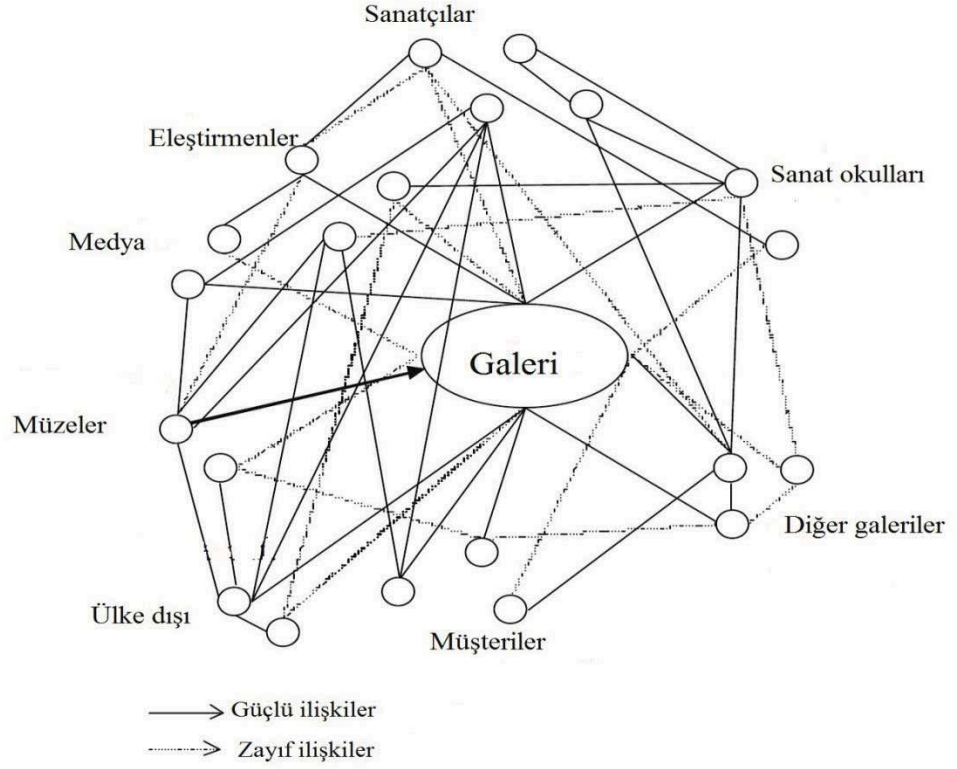 Sanatçılar
Eleştirmenler
Sanat okulları
Medya
Galeri
Müzeler
Diğer galeriler
Ülke dışı
Müşteriler
Güçlü ilişkiler
Zayıf ilişkiler